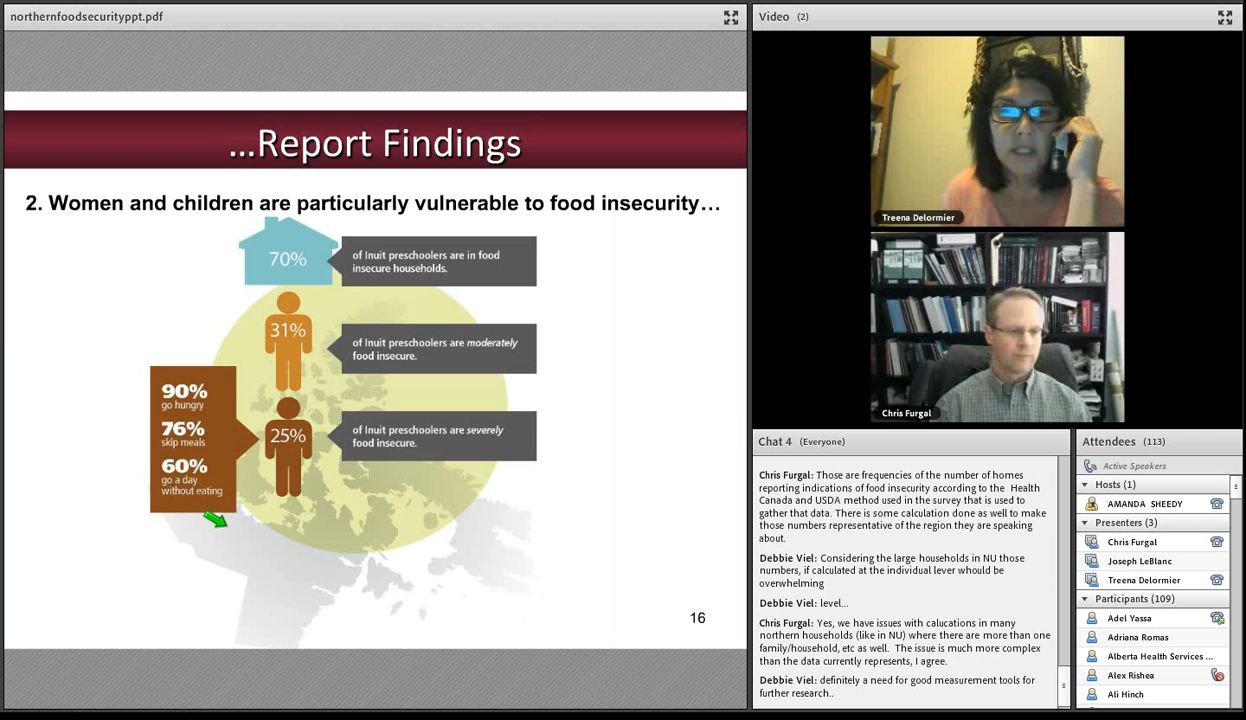 northernfoodsecurityppt.pdf
...Report Findings
2. Women and children are particularly vulnerable to food insecurity...
70%
of Inuit preschoolers are in food
insecure households.
31%
of Inuit preschoolers are moderately
food insecure.
90%
go hungry
76%
skip meals
60%
go a day
without eating
25%
of Inuit preschoolers are severely
food insecure.
16
Video (2)
Treena Delormier
Chris Furgal
Chat 4 (Everyone)
Chris Furgal: Those are frequencies of the number of homes
reporting indications of food insecurity according to the Health
Canada and USDA method used in the survey that is used to
gather that data. There is some calculation done as well to make
those numbers representative of the region they are speaking
about.
Debbie Viel: Considering the large households in NU those
numbers, if calculated at the individual lever whould be
overwhelming
Debbie Viel: level...
Chris Furgal: Yes, we have issues with calucations in many
northern households (like in NU) where there are more than one
family/household, etc as well. The issue is much more complex
than the data currently represents, I agree.
Debbie Viel: definitely a need for good measurement tools for
further research..
Attendees (113)
Active Speakers
Hosts (1)
AMANDA SHEEDY
Presenters (3)
Chris Furgal
Joseph LeBlanc
Treena Delormier
Participants (109)
Adel Yassa
Adriana Romas
Alberta Health Services ...
Alex Rishea
Ali Hinch